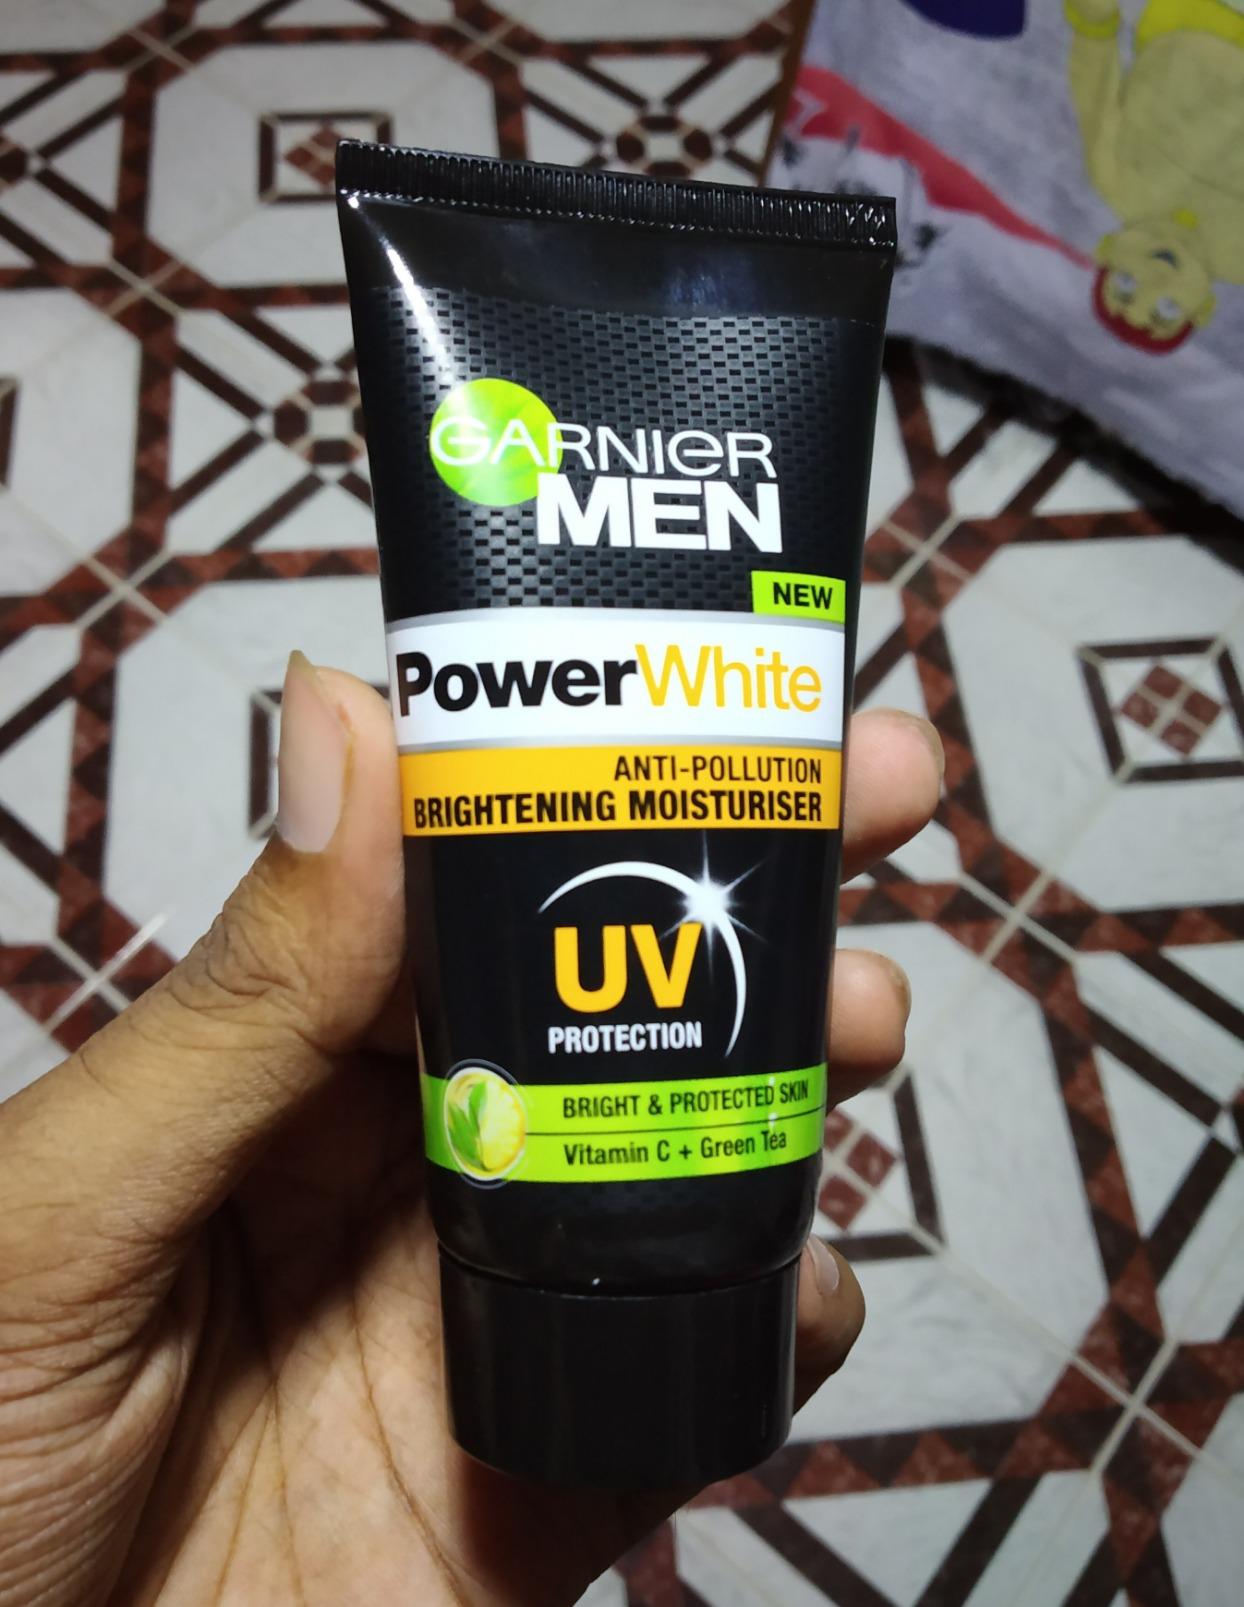 GARNIER
MEN
NEW
PowerWhite
ANTI-POLLUTION
BRIGHTENING MOISTURISER
UV
PROTECTION
BRIGHT & PROTECTED SKIN
Vitamin C + Green Tea